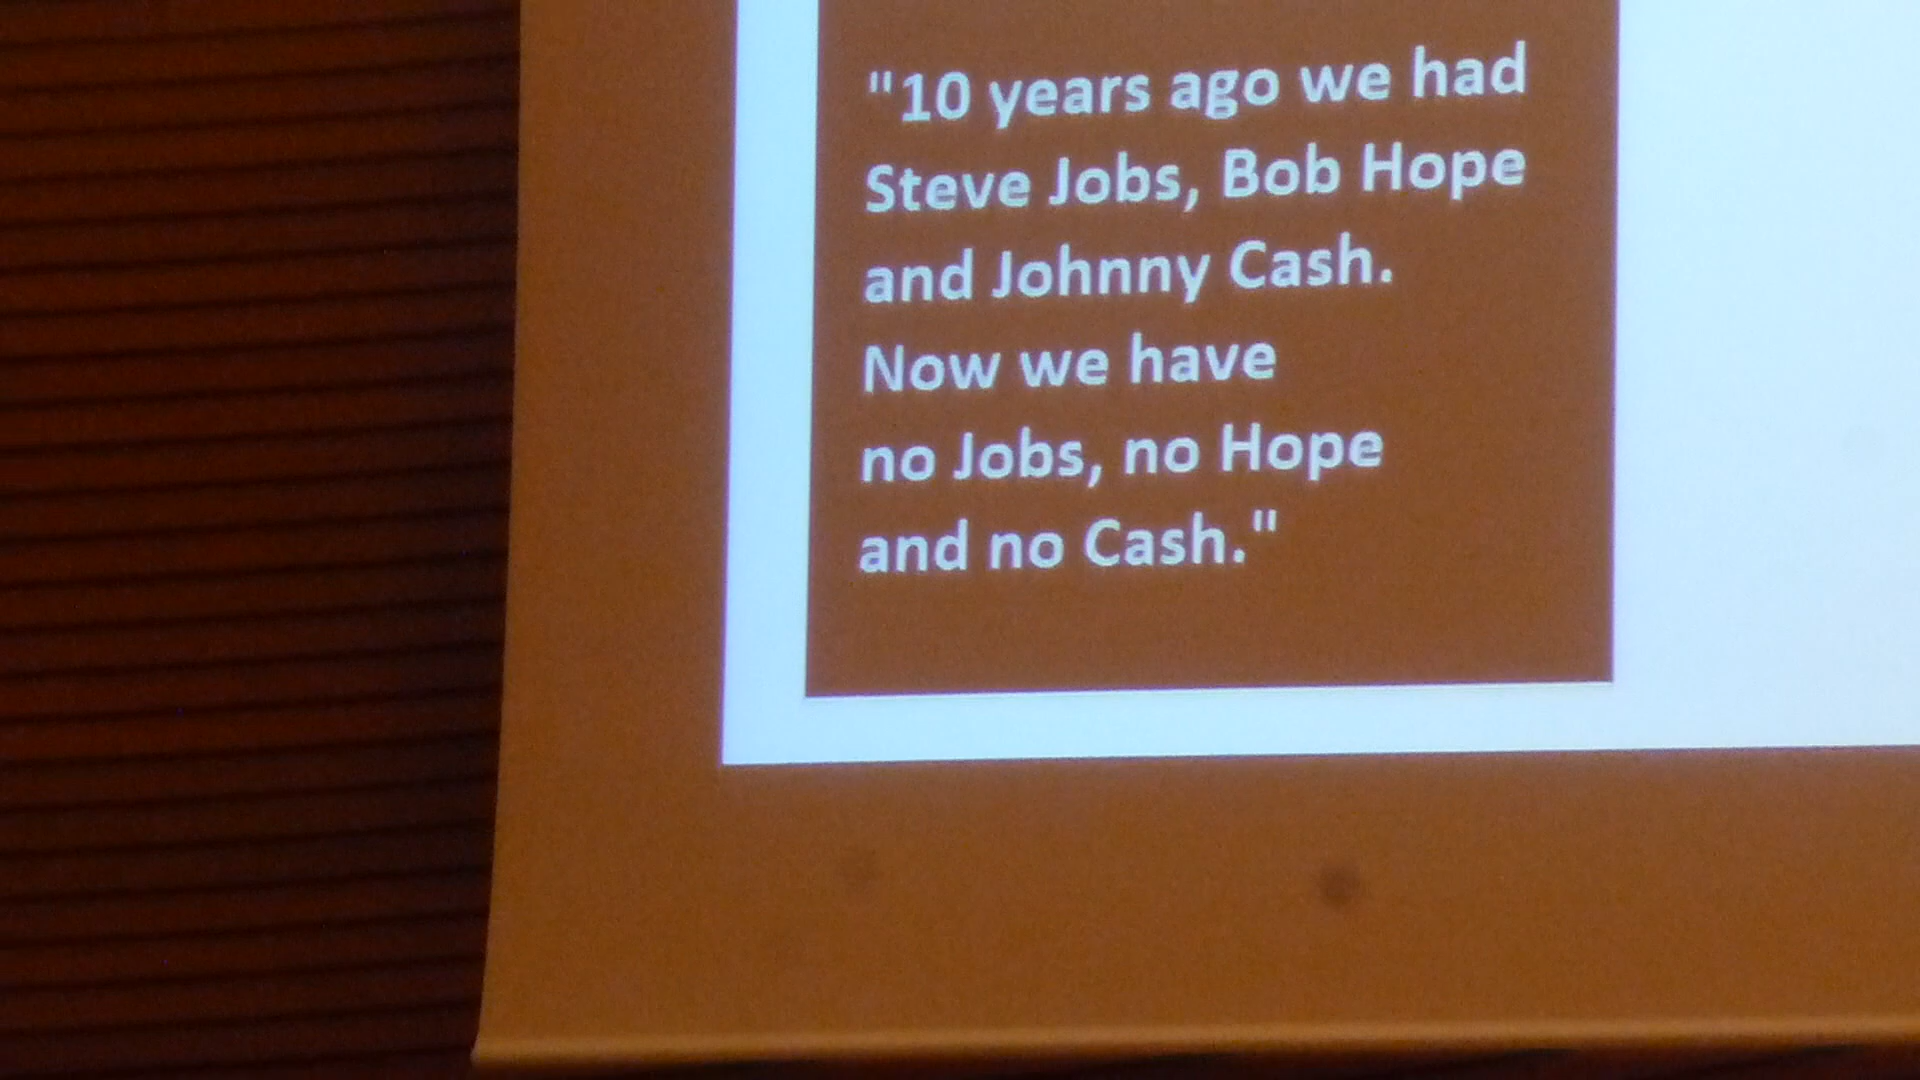 "10 years ago we had
Steve Jobs, Bob Hope
and Johnny Cash.
Now we have
no Jobs, no Hope
and no Cash."